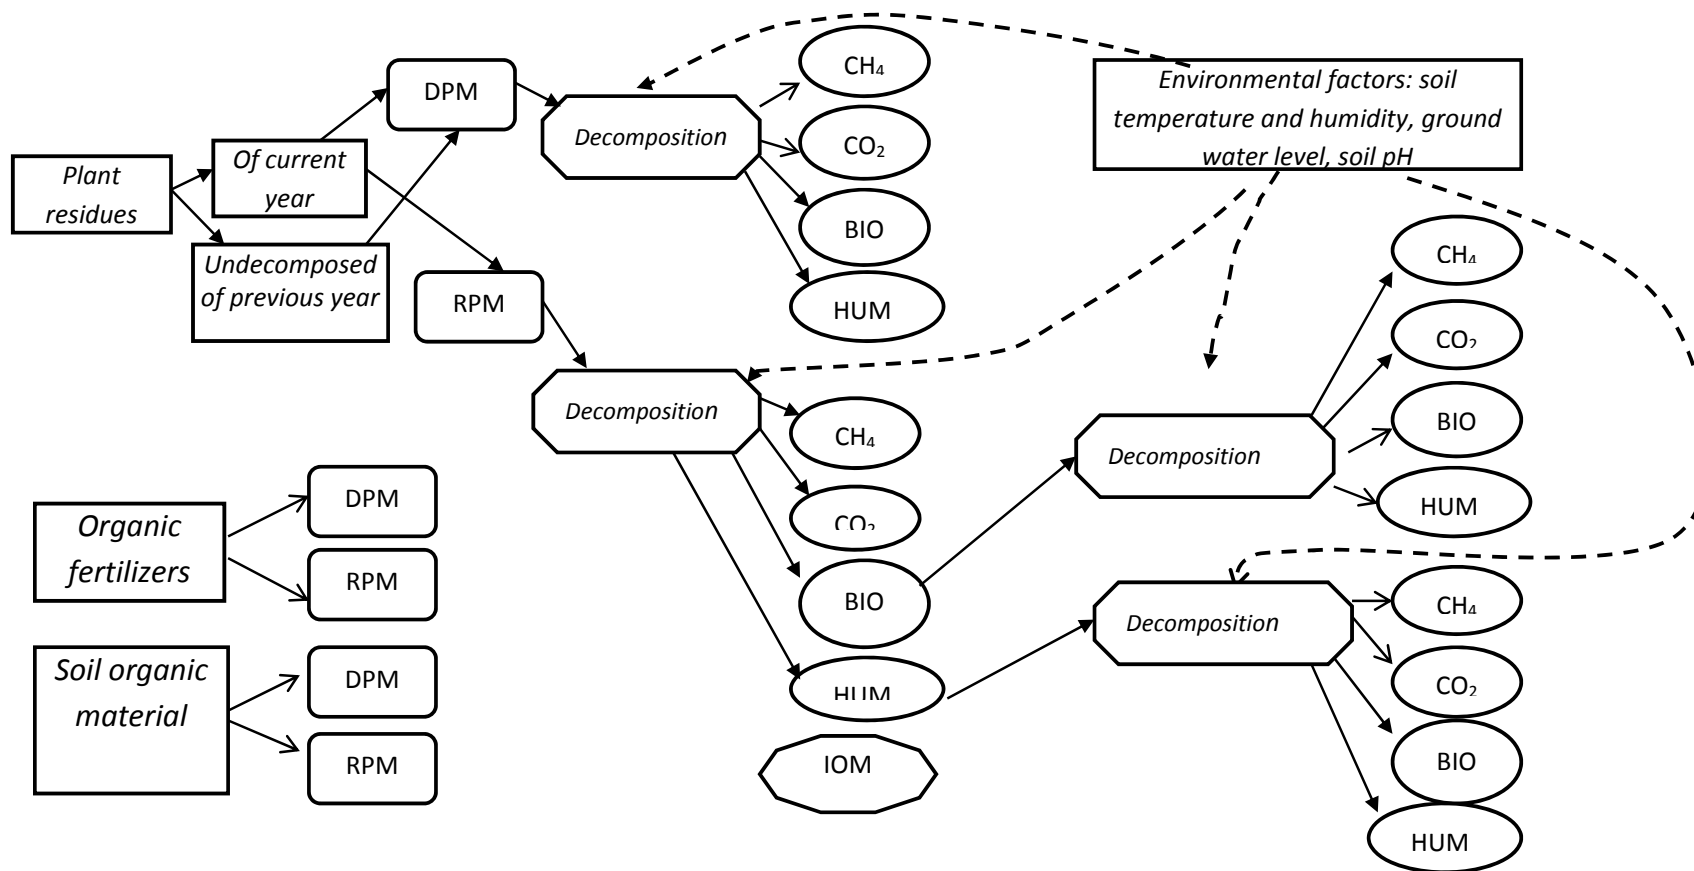 Plant
residues
Of current
year
Undecomposed
of previous year
DPM
RPM
Decomposition
CH₄
CO₂
BIO
HUM
Environmental factors: soil
temperature and humidity, ground
water level, soil pH
Decomposition
CH₄
CO₂
BIO
HUM
IOM
Decomposition
CH₄
CO₂
BIO
HUM
Decomposition
CH₄
CO₂
BIO
HUM
Organic
fertilizers
DPM
RPM
Soil organic
material
DPM
RPM